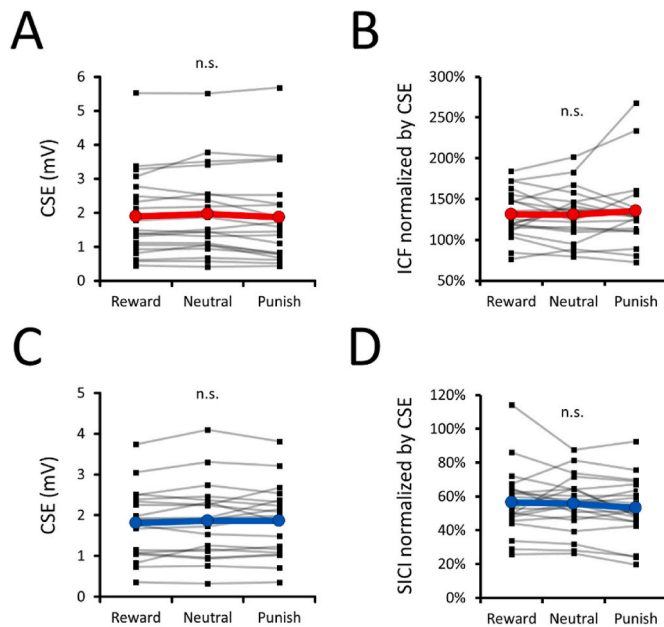 A
n.s.
CSE (mV)
6
5
4
3
2
1
0
Reward Neutral Punish
B
n.s.
ICF normalized by CSE
300%
250%
200%
150%
100%
50%
Reward Neutral Punish
C
n.s.
CSE (mV)
5
4
3
2
1
0
Reward Neutral Punish
D
n.s.
SICI normalized by CSE
120%
100%
80%
60%
40%
20%
0%
Reward Neutral Punish